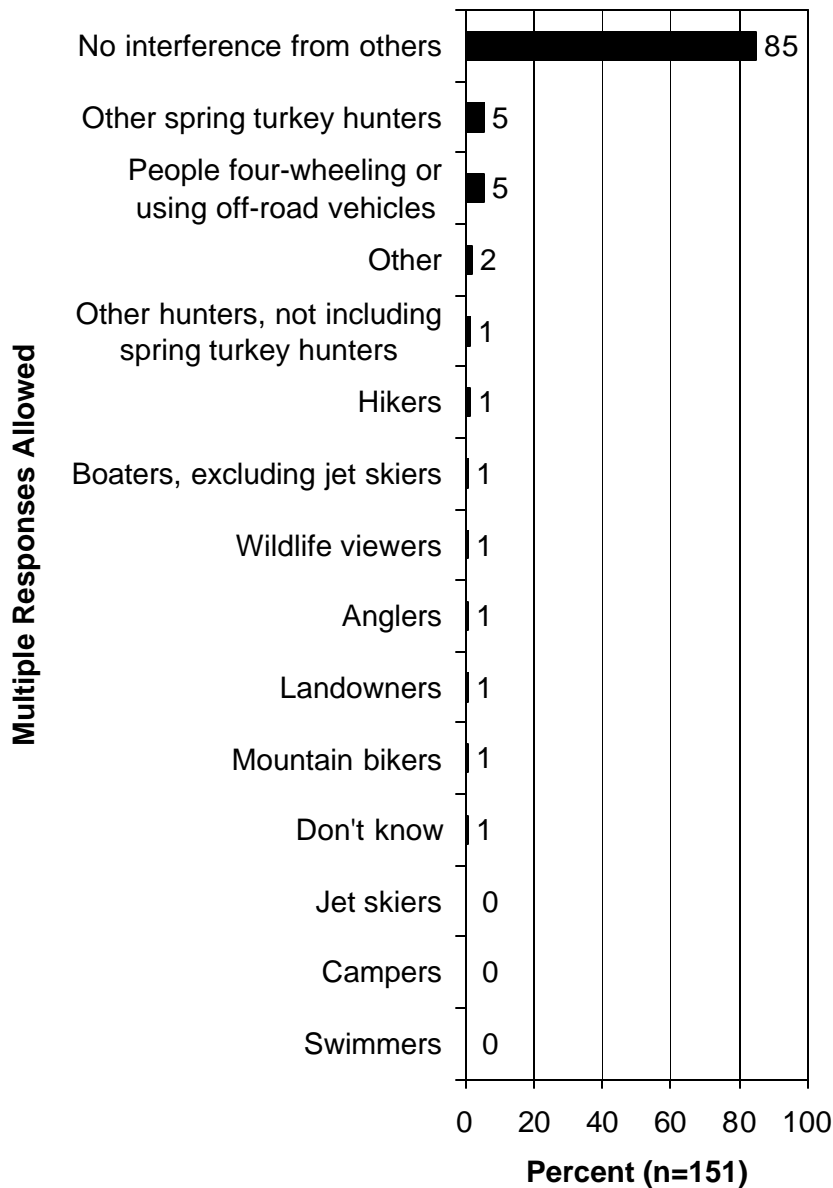 No interference from others 85
Other spring turkey hunters 5
People four-wheeling or
using off-road vehicles 5
Other 2
Other hunters, not including
spring turkey hunters 1
Hikers 1
Boaters, excluding jet skiers 1
Wildlife viewers 1
Anglers 1
Landowners 1
Mountain bikers 1
Don't know 1
Jet skiers 0
Campers 0
Swimmers 0
Multiple Responses Allowed
0 20 40 60 80 100
Percent (n=151)